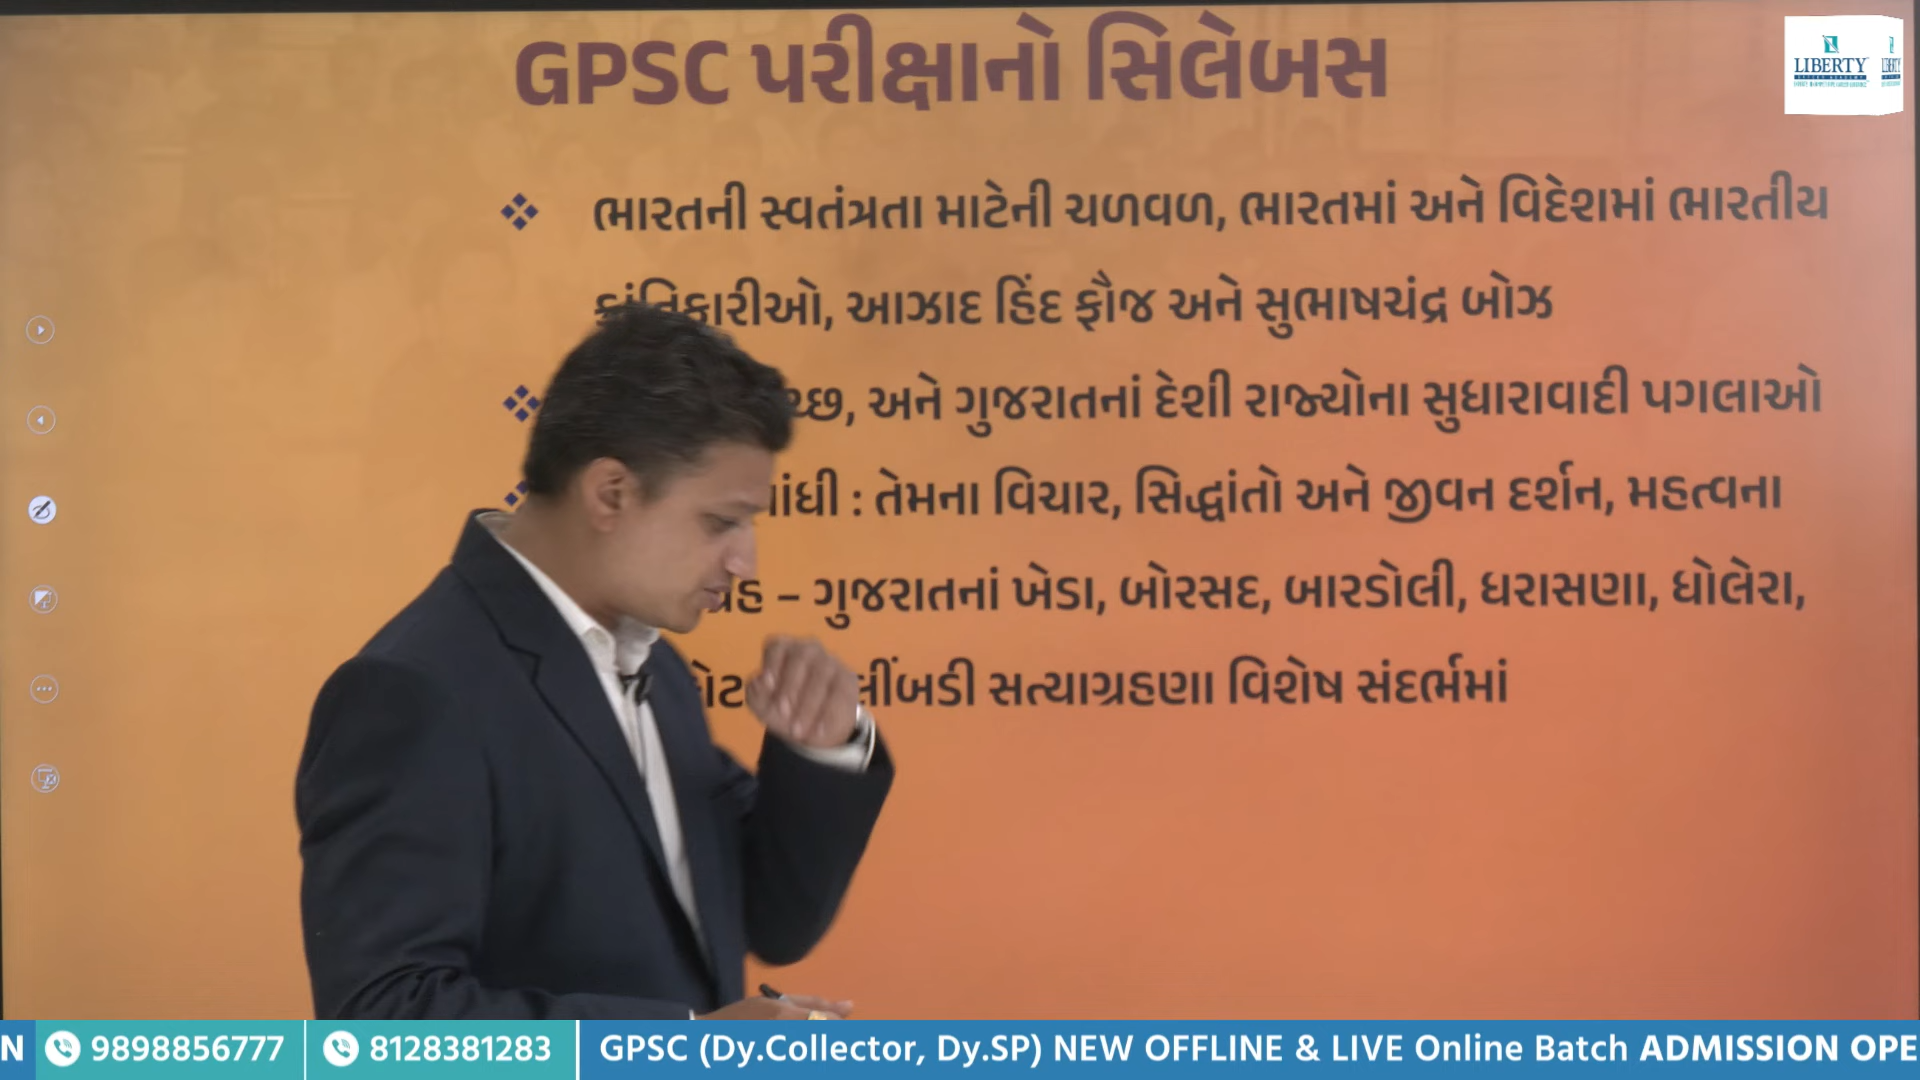 GPSC પરીક્ષાનો સિલેબસ
LIBERTY
ભારતની સ્વતંત્રતા માટેની ચળવળ, ભારતમાં અને વિદેશમાં ભારતીય
ક્રાંતિકારીઓ, આઝાદ હિંદ ફૌજ અને સુભાષચંદ્ર બોઝ
અને ગુજરાતનાં દેશી રાજ્યોના સુધારાવાદી પગલાઓ
: તેમના વિચાર, સિદ્ધાંતો અને જીવન દર્શન, મહત્વના
– ગુજરાતનાં ખેડા, બોરસદ, બારડોલી, ધરાસણા, ધોલેરા,
લીંબડી સત્યાગ્રહણા વિશેષ સંદર્ભમાં
N 9898856777 8128381283 GPSC (Dy.Collector, Dy.SP) NEW OFFLINE & LIVE Online Batch ADMISSION OPE